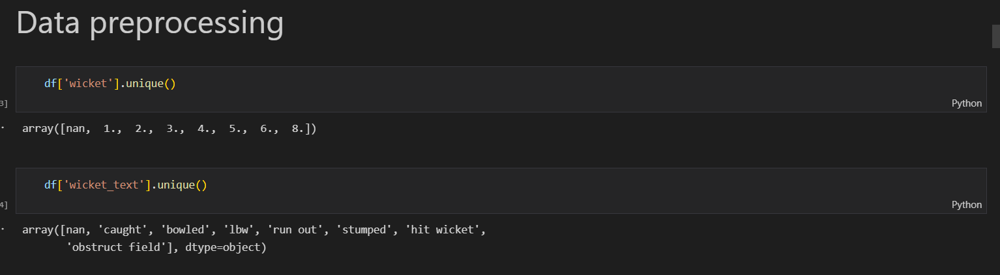 Data preprocessing
df['wicket'].unique()
3]
Python
array([nan,  1.,  2.,  3.,  4.,  5.,  6.,  8.])
df['wicket_text'].unique()
4]
Python
array([nan, 'caught', 'bowled', 'lbw', 'run out', 'stumped', 'hit wicket',
       'obstruct field'], dtype=object)